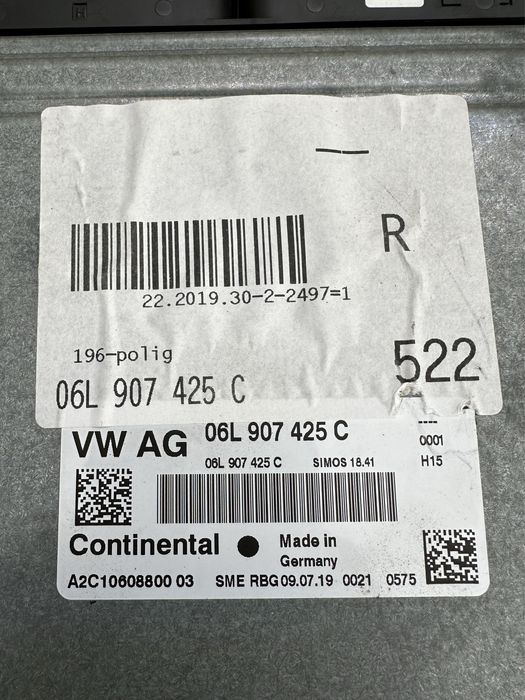 R
22.2019.30-2-2497=1
196-polig
522
06L 907 425 C
VW AG 06L 907 425 C
06L 907 425 C SIMOS 18.41
----
0001
H15
Continental Made in
Germany
A2C10608800 03 SME RBG 09.07.19 0021 0575